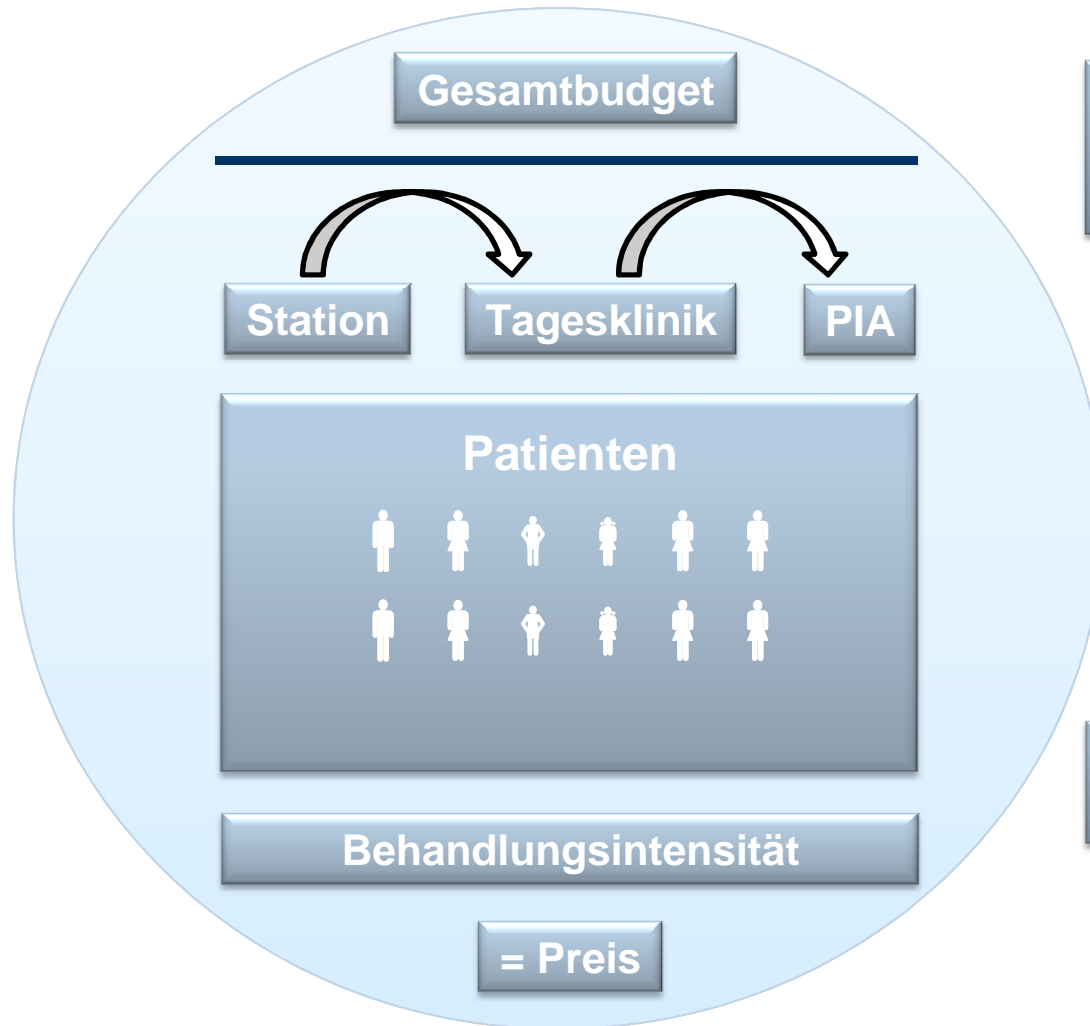 Gesamtbudget
Station
Tagesklinik
PIA
Patienten
Behandlungsintensität
= Preis